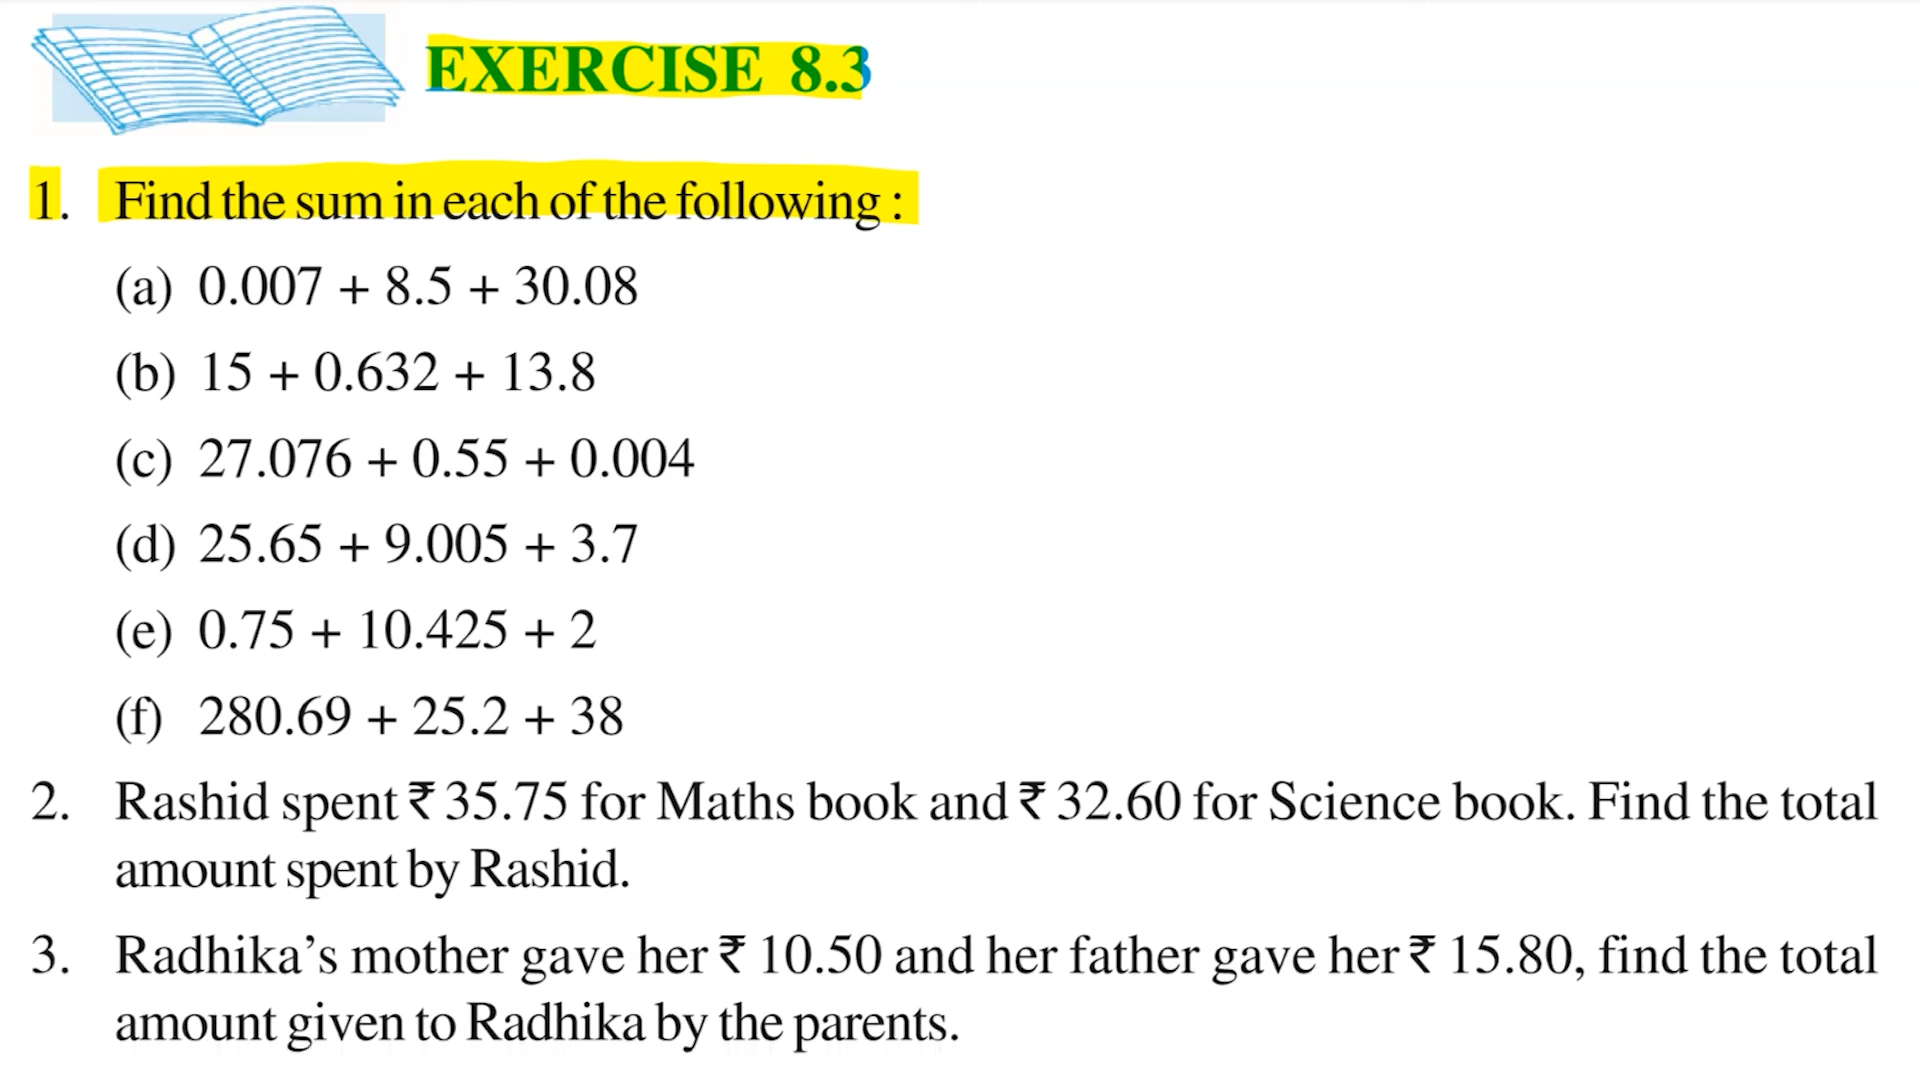 EXERCISE 8.3
1. Find the sum in each of the following :
(a) 0.007 + 8.5 + 30.08
(b) 15 + 0.632 + 13.8
(c) 27.076 + 0.55 + 0.004
(d) 25.65 + 9.005 + 3.7
(e) 0.75 + 10.425 + 2
(f) 280.69 + 25.2 + 38
2. Rashid spent ₹ 35.75 for Maths book and ₹ 32.60 for Science book. Find the total
amount spent by Rashid.
3. Radhika’s mother gave her ₹ 10.50 and her father gave her ₹ 15.80, find the total
amount given to Radhika by the parents.